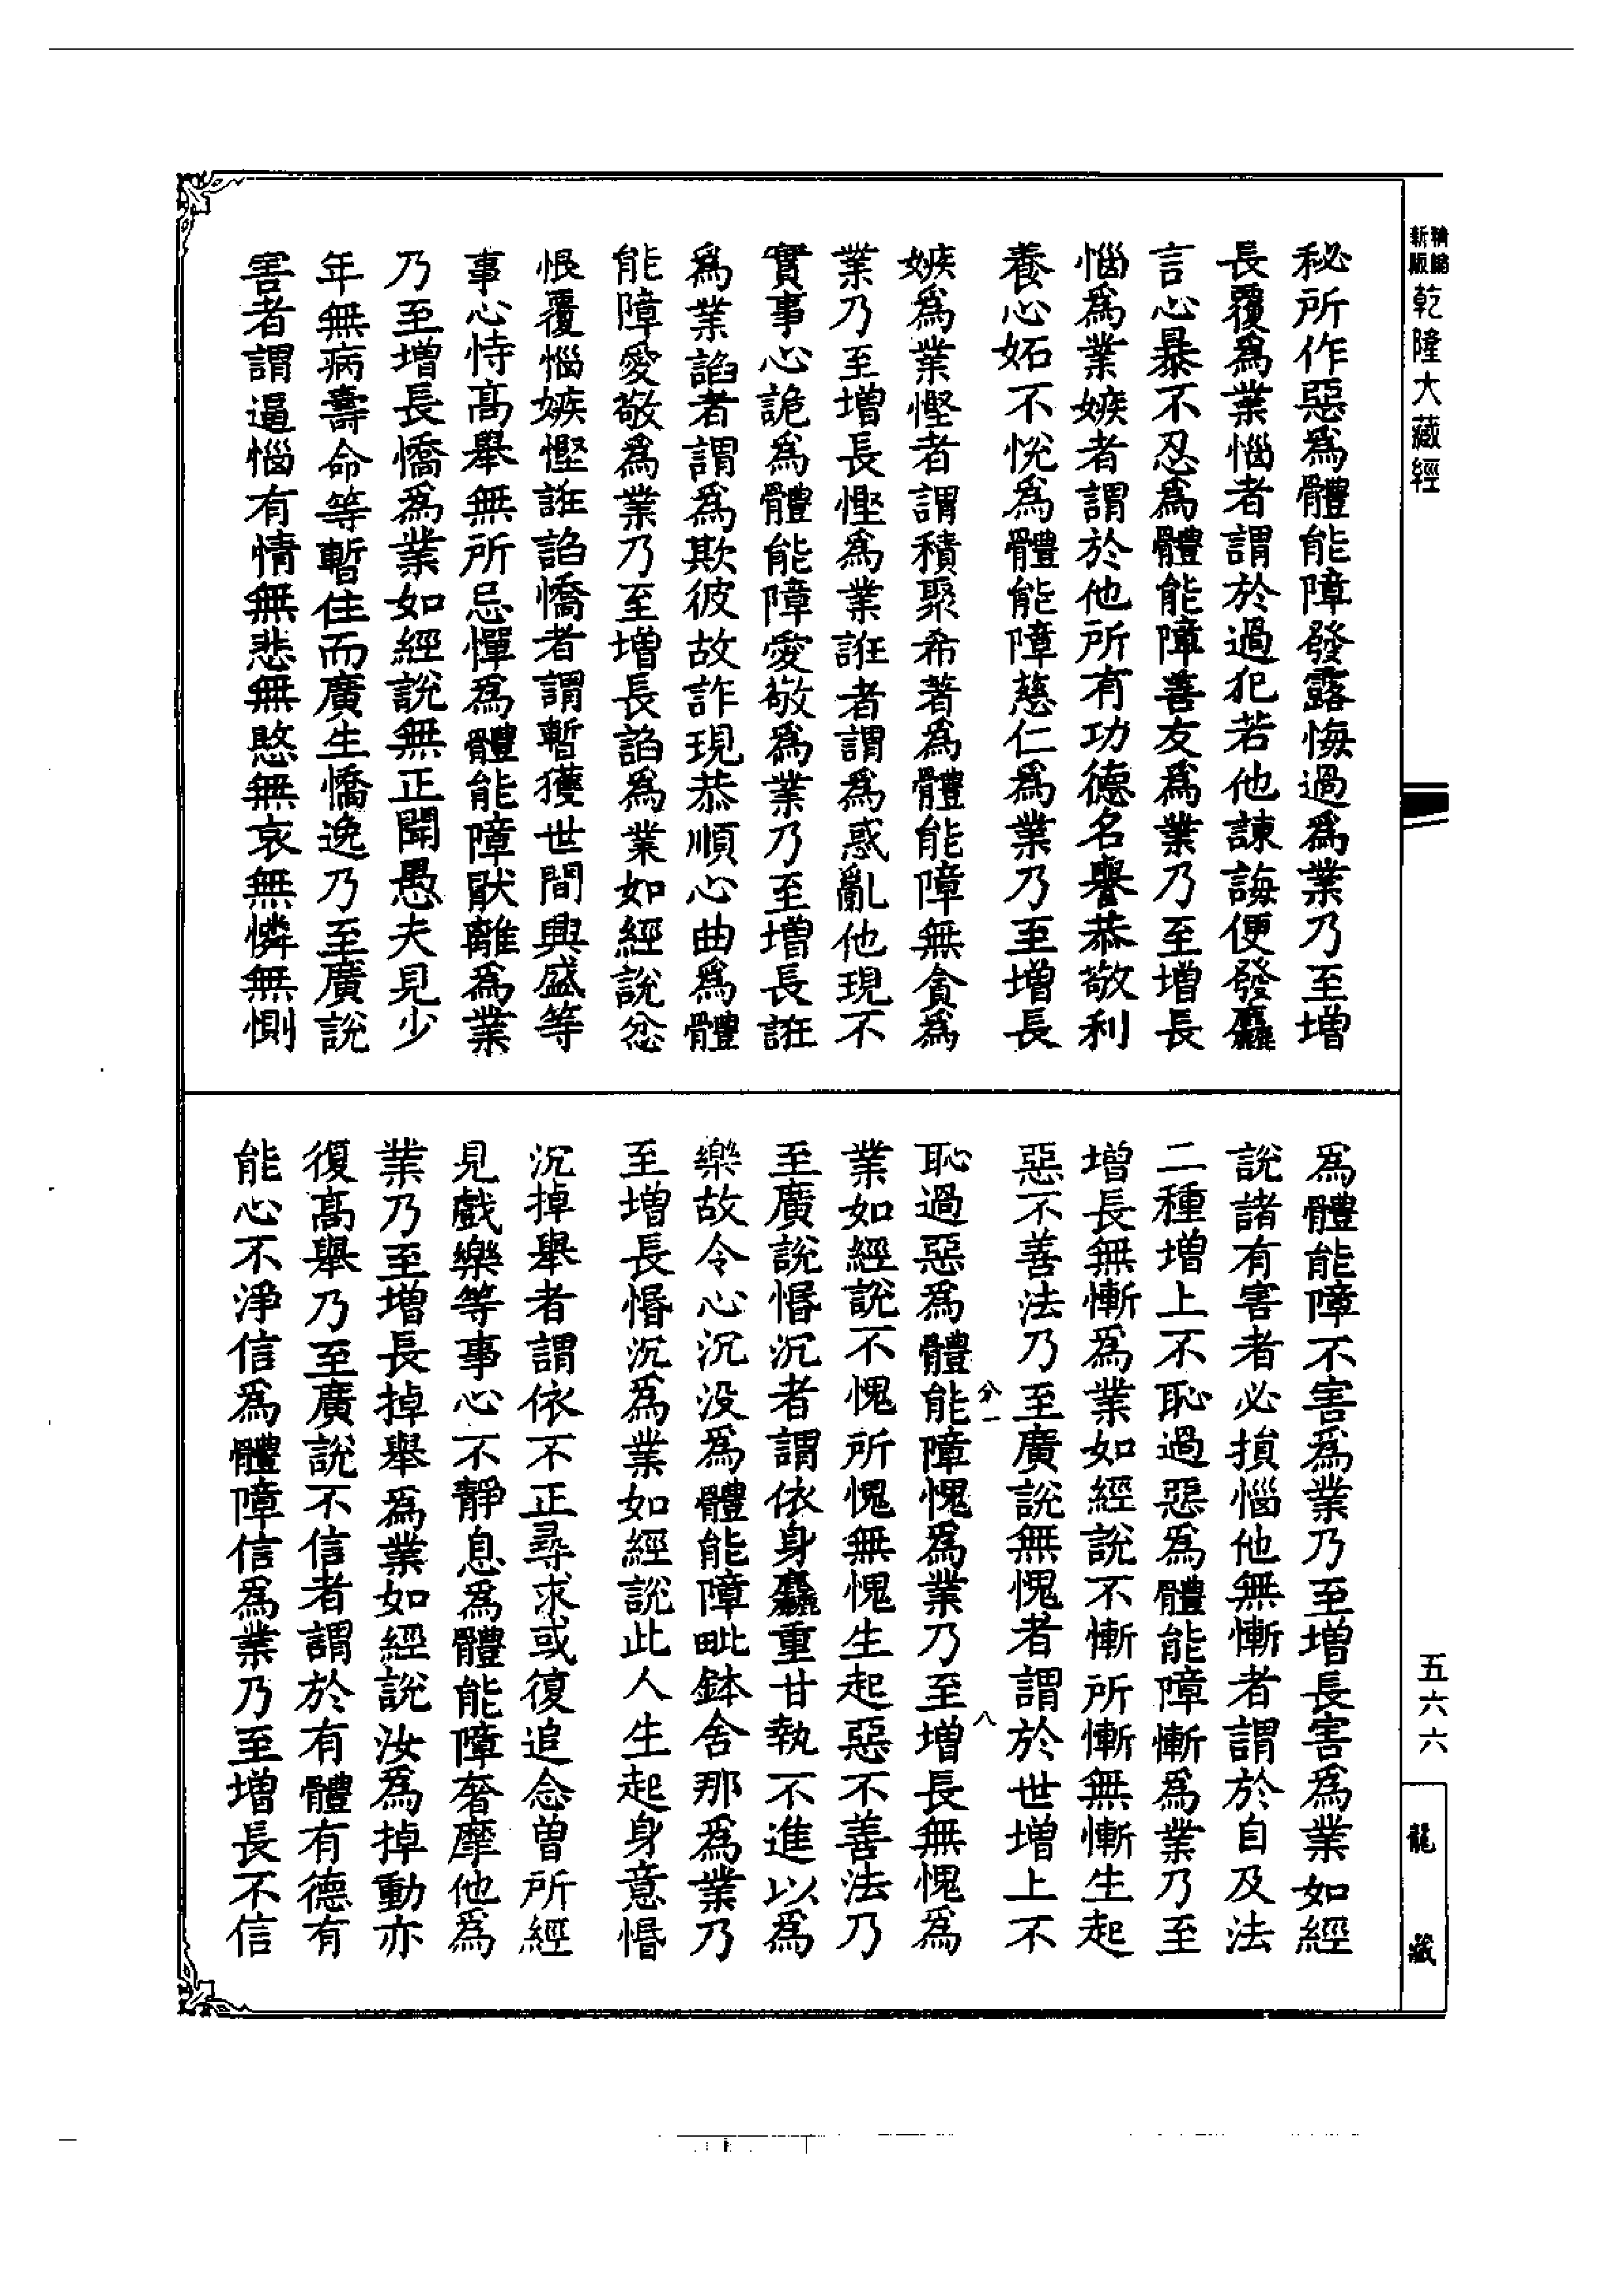 精縮新版乾隆大藏經
秘所作惡爲體能障發露悔過爲業乃至增
長覆爲業惱者謂於過犯若他諫誨便發麤
言心暴不忍爲體能障善友爲業乃至增長
惱爲業嫉者謂於他所有功德名譽恭敬利
養心妬不悅爲體能障慈仁爲業乃至增長
嫉爲業慳者謂積聚希著爲體能障無貪爲
業乃至增長慳爲業誑者謂爲惑亂他現不
實事心詭爲體能障愛敬爲業乃至增長誑
爲業諂者謂爲欺彼故詐現恭順心曲爲體
能障愛敬爲業乃至增長諂爲業如經說忿
恨覆惱嫉慳誑諂憍者謂暫獲世間興盛等
事心恃高舉無所忌憚爲體能障猒離爲業
乃至增長憍爲業如經說無正聞愚夫見少
年無病壽命等暫住而廣生憍逸乃至廣說
害者謂逼惱有情無悲無愍無哀無憐無惻
爲體能障不害爲業乃至增長害爲業如經
說諸有害者必損惱他無慚者謂於自及法
二種增上不恥過惡爲體能障慚爲業乃至
增長無慚爲業如經說不慚所慚無慚生起
惡不善法乃至廣說無愧者謂於世增上不
分一 八
恥過惡爲體能障愧爲業乃至增長無愧爲
業如經說不愧所愧無愧生起惡不善法乃
至廣說惛沉者謂依身麤重甘執不進以爲
樂故令心沉没爲體能障毗鉢舍那爲業乃
至增長惛沉爲業如經說此人生起身意惛
沉掉舉者謂依不正尋求或復追念曽所經
見戲樂等事心不靜息爲體能障奢摩他爲
業乃至增長掉舉爲業如經說汝爲掉動亦
復高舉乃至廣說不信者謂於有體有德有
能心不淨信爲體障信爲業乃至增長不信
五六六
龍藏